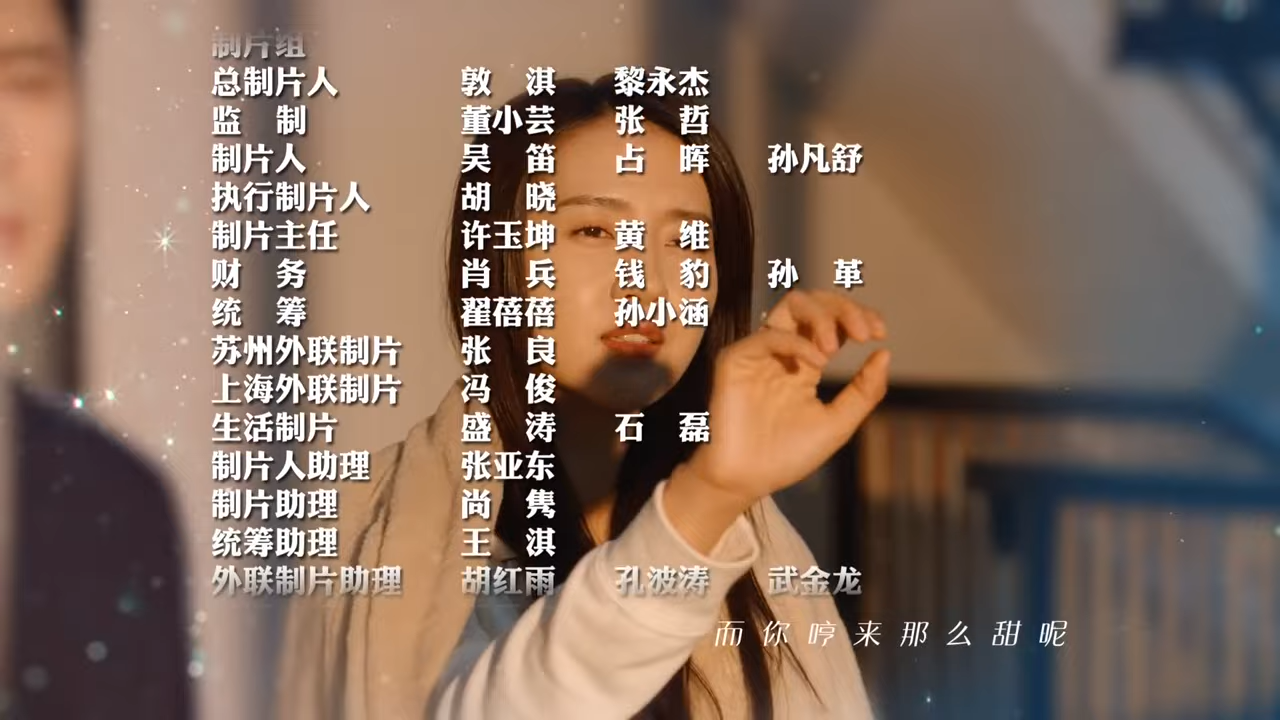 制片组
总制片人 敦淇 黎永杰
监制 董小芸 张哲
制片人 吴笛 占晖 孙凡舒
执行制片人 胡晓
制片主任 许玉坤 黄维
财务 肖兵 钱豹 孙革
统筹 翟蓓蓓 孙小涵
苏州外联制片 张良
上海外联制片 冯俊
生活制片 盛涛 石磊
制片人助理 张亚东
制片助理 尚隽
统筹助理 王淇
外联制片助理 胡红雨 孔波涛 武金龙
而你哼来那么甜呢